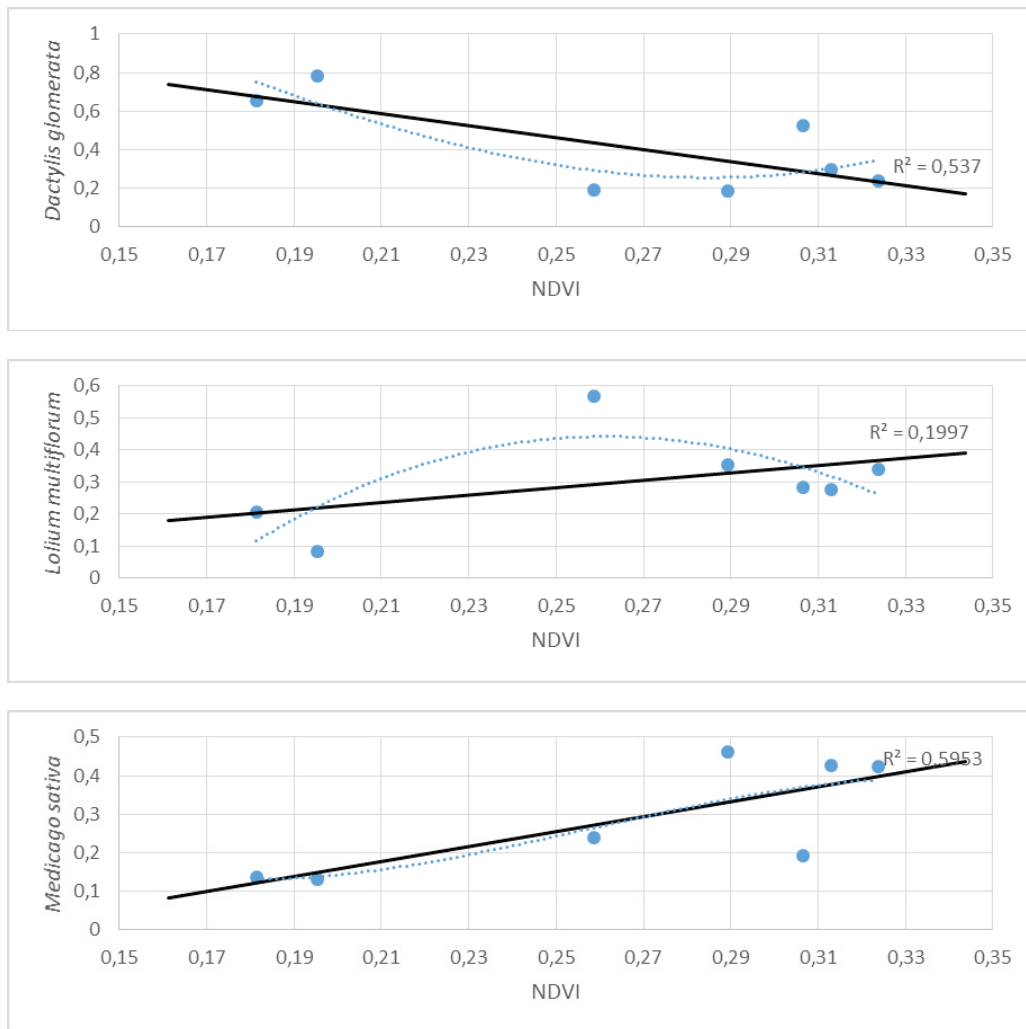 Dactylis glomerata
1
0,8
0,6
0,4
0,2
0
R² = 0,537
0,15 0,17 0,19 0,21 0,23 0,25 0,27 0,29 0,31 0,33 0,35
NDVI
Lolium multiflorum
0,6
0,5
0,4
0,3
0,2
0,1
0
R² = 0,1997
0,15 0,17 0,19 0,21 0,23 0,25 0,27 0,29 0,31 0,33 0,35
NDVI
Medicago sativa
0,5
0,4
0,3
0,2
0,1
0
R² = 0,5953
0,15 0,17 0,19 0,21 0,23 0,25 0,27 0,29 0,31 0,33 0,35
NDVI